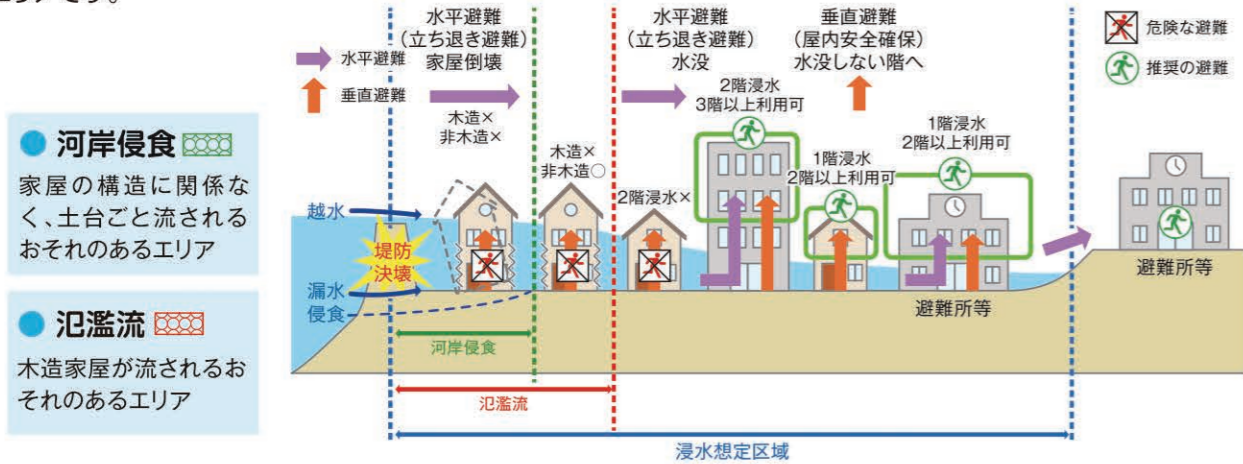 エリアです。
河岸侵食
家屋の構造に関係な
く、土台ごと流される
おそれのあるエリア
氾濫流
木造家屋が流されるお
それのあるエリア
水平避難
垂直避難
水平避難
(立ち退き避難)
家屋倒壊
木造×
非木造×
木造×
非木造○
水平避難
(立ち退き避難)
水没
2階浸水
3階以上利用可
垂直避難
(屋内安全確保)
水没しない階へ
1階浸水
2階以上利用可
1階浸水
2階以上利用可
2階浸水×
危険な避難
推奨の避難
越水
堤防
決壊
漏水
侵食
避難所等
避難所等
河岸侵食
氾濫流
浸水想定区域